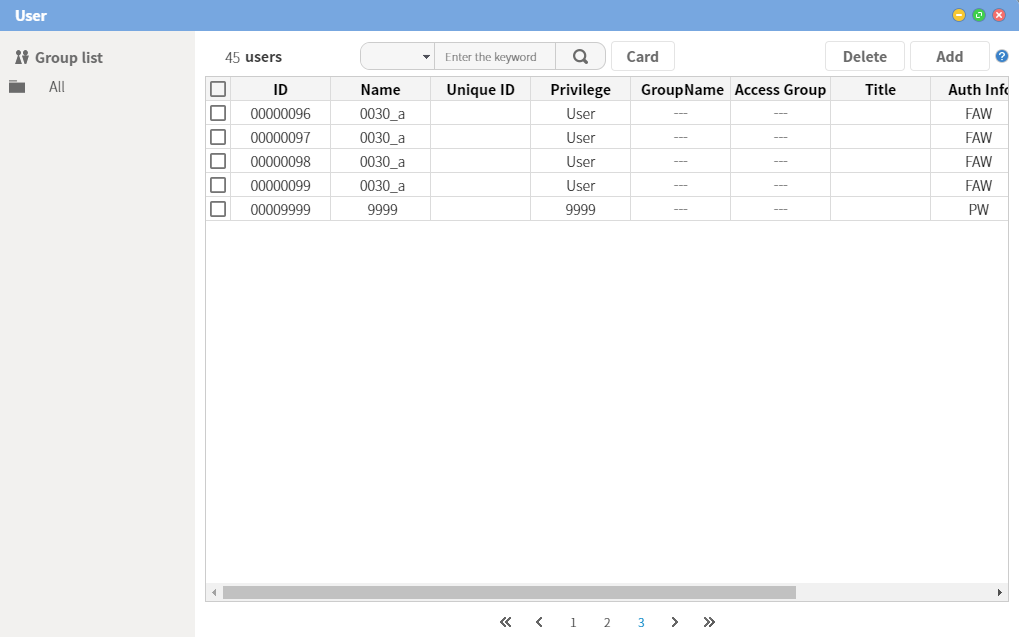 User
Group list
All
45 users
Enter the keyword
Card
Delete
Add
?
ID Name Unique ID Privilege GroupName Access Group Title Auth Info
00000096 0030_a User --- --- FAW
00000097 0030_a User --- --- FAW
00000098 0030_a User --- --- FAW
00000099 0030_a User --- --- FAW
00009999 9999 9999 --- --- PW
« ‹ 1 2 3 › »